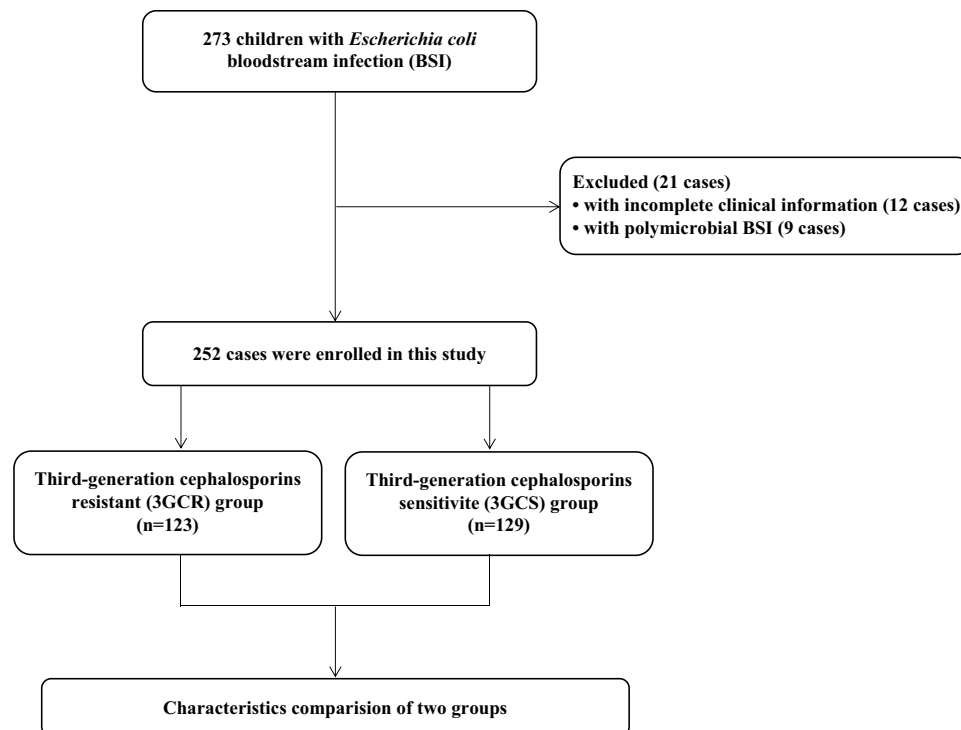 273 children with Escherichia coli
bloodstream infection (BSI)
Excluded (21 cases)
• with incomplete clinical information (12 cases)
• with polymicrobial BSI (9 cases)
252 cases were enrolled in this study
Third-generation cephalosporins
resistant (3GCR) group
(n=123)
Third-generation cephalosporins
sensitivite (3GCS) group
(n=129)
Characteristics comparision of two groups